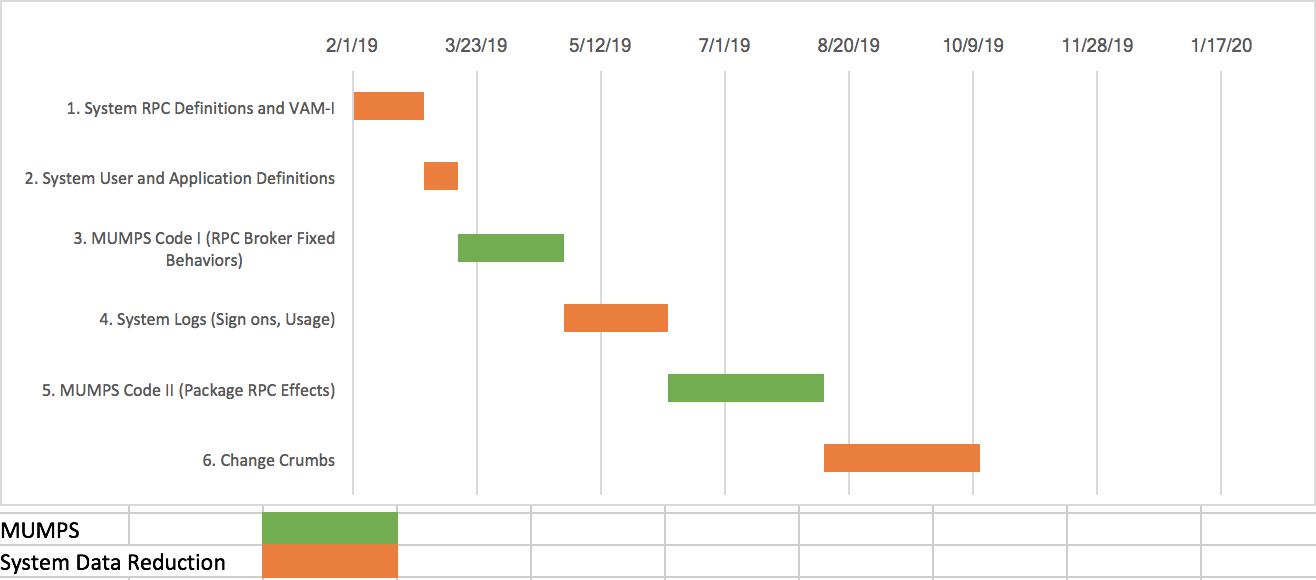 2/1/19 3/23/19 5/12/19 7/1/19 8/20/19 10/9/19 11/28/19 1/17/20
1. System RPC Definitions and VAM-I
2. System User and Application Definitions
3. MUMPS Code I (RPC Broker Fixed
Behaviors)
4. System Logs (Sign ons, Usage)
5. MUMPS Code II (Package RPC Effects)
6. Change Crumbs
MUMPS
System Data Reduction